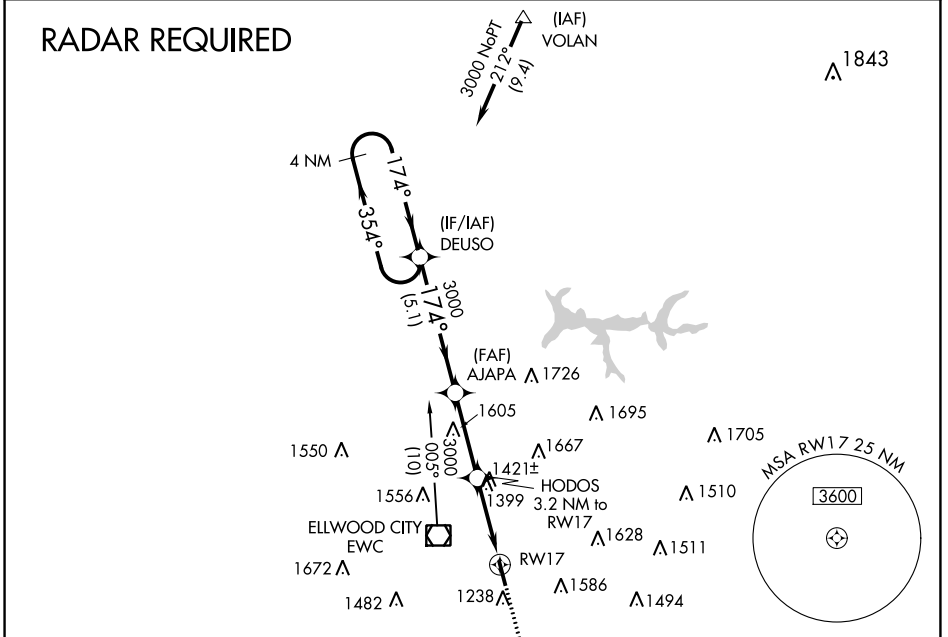 RADAR REQUIRED
(IAF)
VOLAN
3000 NoPT
212°
(9.4)
1843
4 NM
174°
354°
(IF/IAF)
DEUSO
3000
174°
(5.1)
(FAF)
AJAPA
1726
1605
1695
1550
3000
005°
(10)
1667
1705
1421±
1399
HODOS
3.2 NM to
RW17
1556
1510
MSA RW17 25 NM
3600
ELLWOOD CITY
EWC
1628
1511
RW17
1672
1586
1482
1238
1494